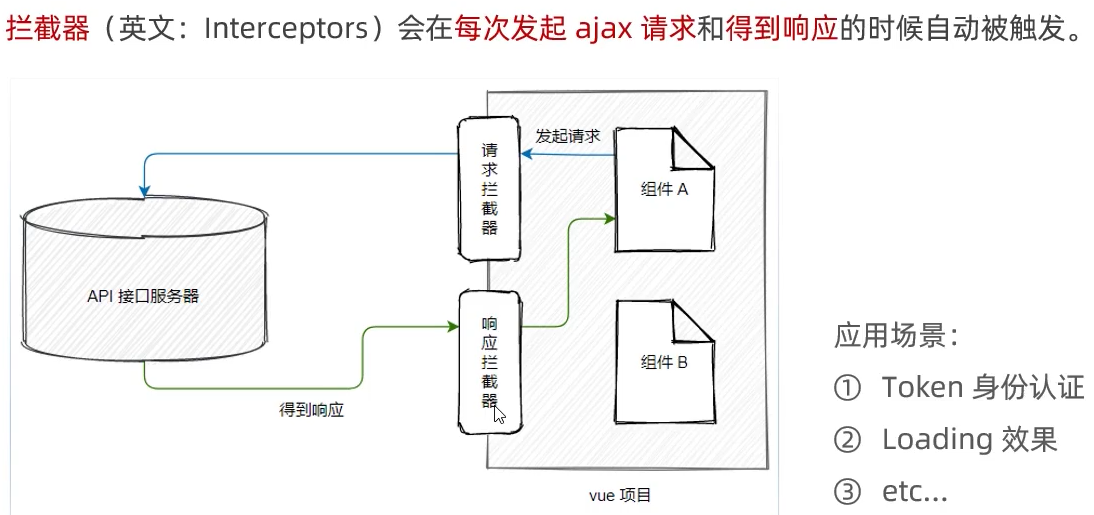 拦截器（英文：Interceptors）会在每次发起 ajax 请求和得到响应的时候自动被触发。
发起请求
请求拦截器
组件 A
API 接口服务器
响应拦截器
组件 B
得到响应
vue 项目
应用场景：
① Token 身份认证
② Loading 效果
③ etc…